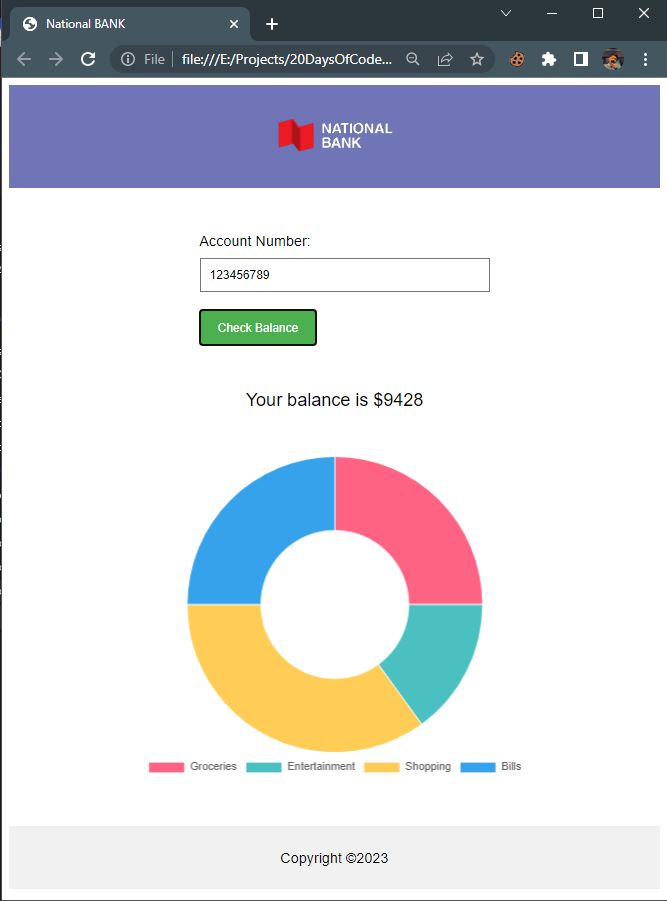 National BANK
File
file:///E:/Projects/20DaysOfCode...
NATIONAL
BANK
Account Number:
123456789
Check Balance
Your balance is $9428
Groceries Entertainment Shopping Bills
Copyright ©2023